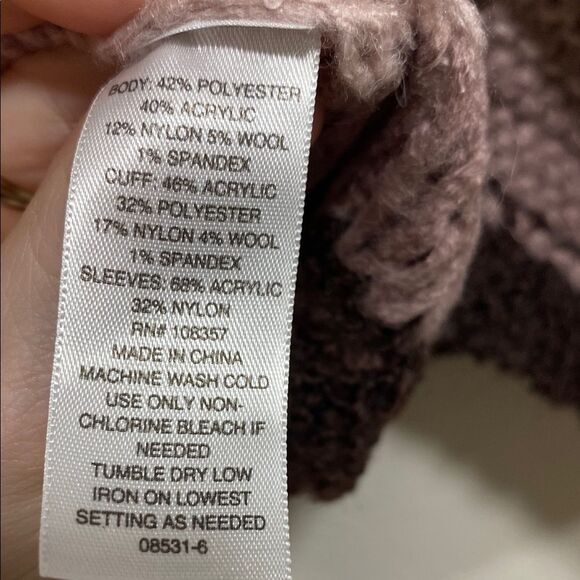 BODY: 42% POLYESTER
40% ACRYLIC
12% NYLON 5% WOOL
1% SPANDEX
CUFF: 46% ACRYLIC
32% POLYESTER
17% NYLON 4% WOOL
1% SPANDEX
SLEEVES: 68% ACRYLIC
32% NYLON
RN# 108357
MADE IN CHINA
MACHINE WASH COLD
USE ONLY NON-
CHLORINE BLEACH IF
NEEDED
TUMBLE DRY LOW
IRON ON LOWEST
SETTING AS NEEDED
08531-6